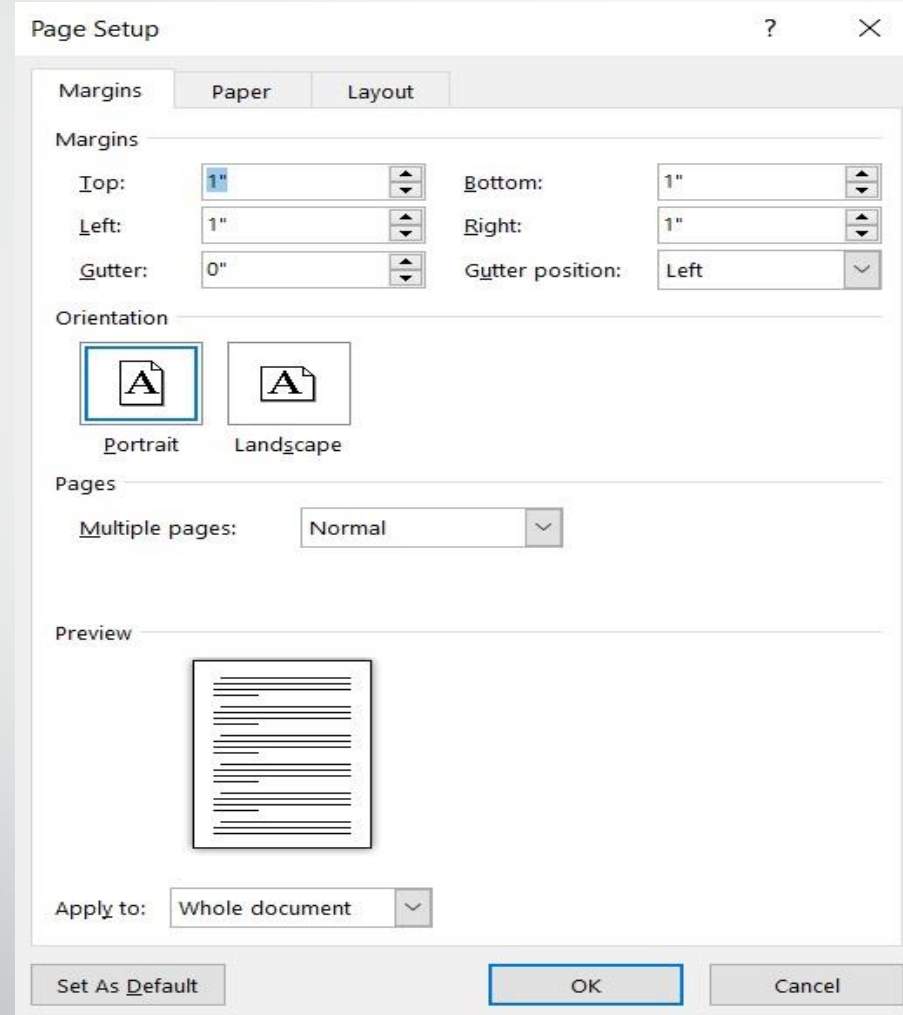 Page Setup ?
Margins Paper Layout
Margins
Top: 1" Bottom: 1"
Left: 1" Right: 1"
Gutter: 0" Gutter position: Left
Orientation
A A
Portrait Landscape
Pages
Multiple pages: Normal
Preview
Apply to: Whole document
Set As Default OK Cancel